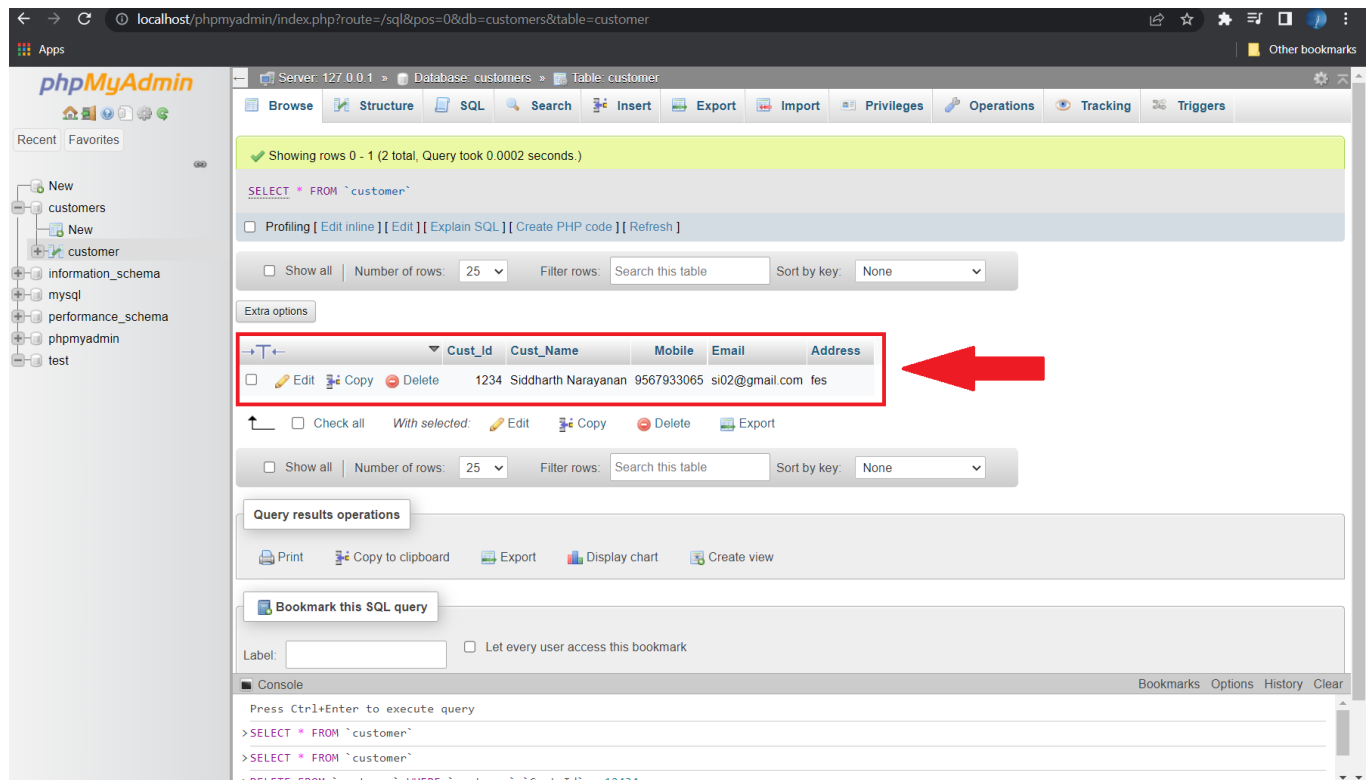 localhost/phpmyadmin/index.php?route=/sql&pos=0&db=customers&table=customer
Apps
Other bookmarks
phpMyAdmin
Recent Favorites
New
customers
New
customer
information_schema
mysql
performance_schema
phpmyadmin
test
Server: 127.0.0.1 » Database: customers » Table: customer
Browse Structure SQL Search Insert Export Import Privileges Operations Tracking Triggers
Showing rows 0 - 1 (2 total, Query took 0.0002 seconds.)
SELECT * FROM `customer`
Profiling [ Edit inline ] [ Edit ] [ Explain SQL ] [ Create PHP code ] [ Refresh ]
Show all Number of rows: 25 Filter rows: Search this table Sort by key: None
Extra options
Cust_Id Cust_Name Mobile Email Address
Edit Copy Delete 1234 Siddharth Narayanan 9567933065 si02@gmail.com fes
Check all With selected: Edit Copy Delete Export
Show all Number of rows: 25 Filter rows: Search this table Sort by key: None
Query results operations
Print Copy to clipboard Export Display chart Create view
Bookmark this SQL query
Label: Let every user access this bookmark
Console Bookmarks Options History Clear
Press Ctrl+Enter to execute query
>SELECT * FROM `customer`
>SELECT * FROM `customer`